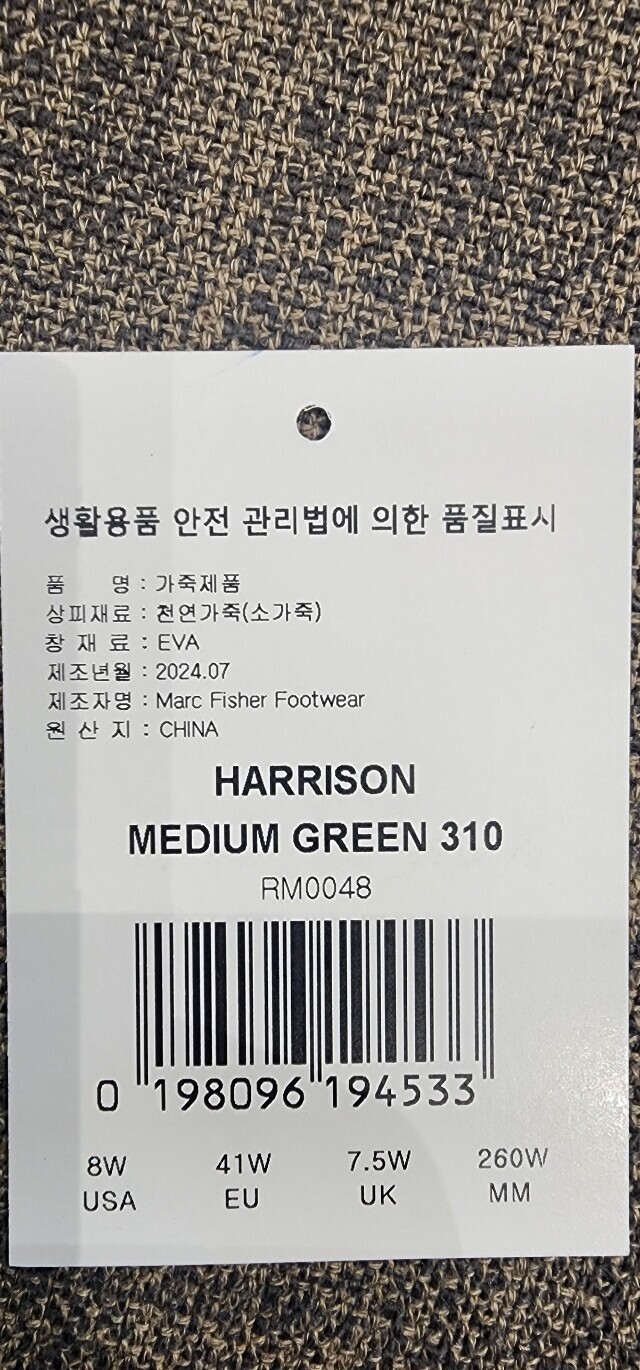 생활용품 안전 관리법에 의한 품질표시
품 명 : 가죽제품
상피재료 : 천연가죽(소가죽)
창 재 료 : EVA
제조년월 : 2024.07
제조자명 : Marc Fisher Footwear
원 산 지 : CHINA
HARRISON
MEDIUM GREEN 310
RM0048
0 198096 194533
8W 41W 7.5W 260W
USA EU UK MM